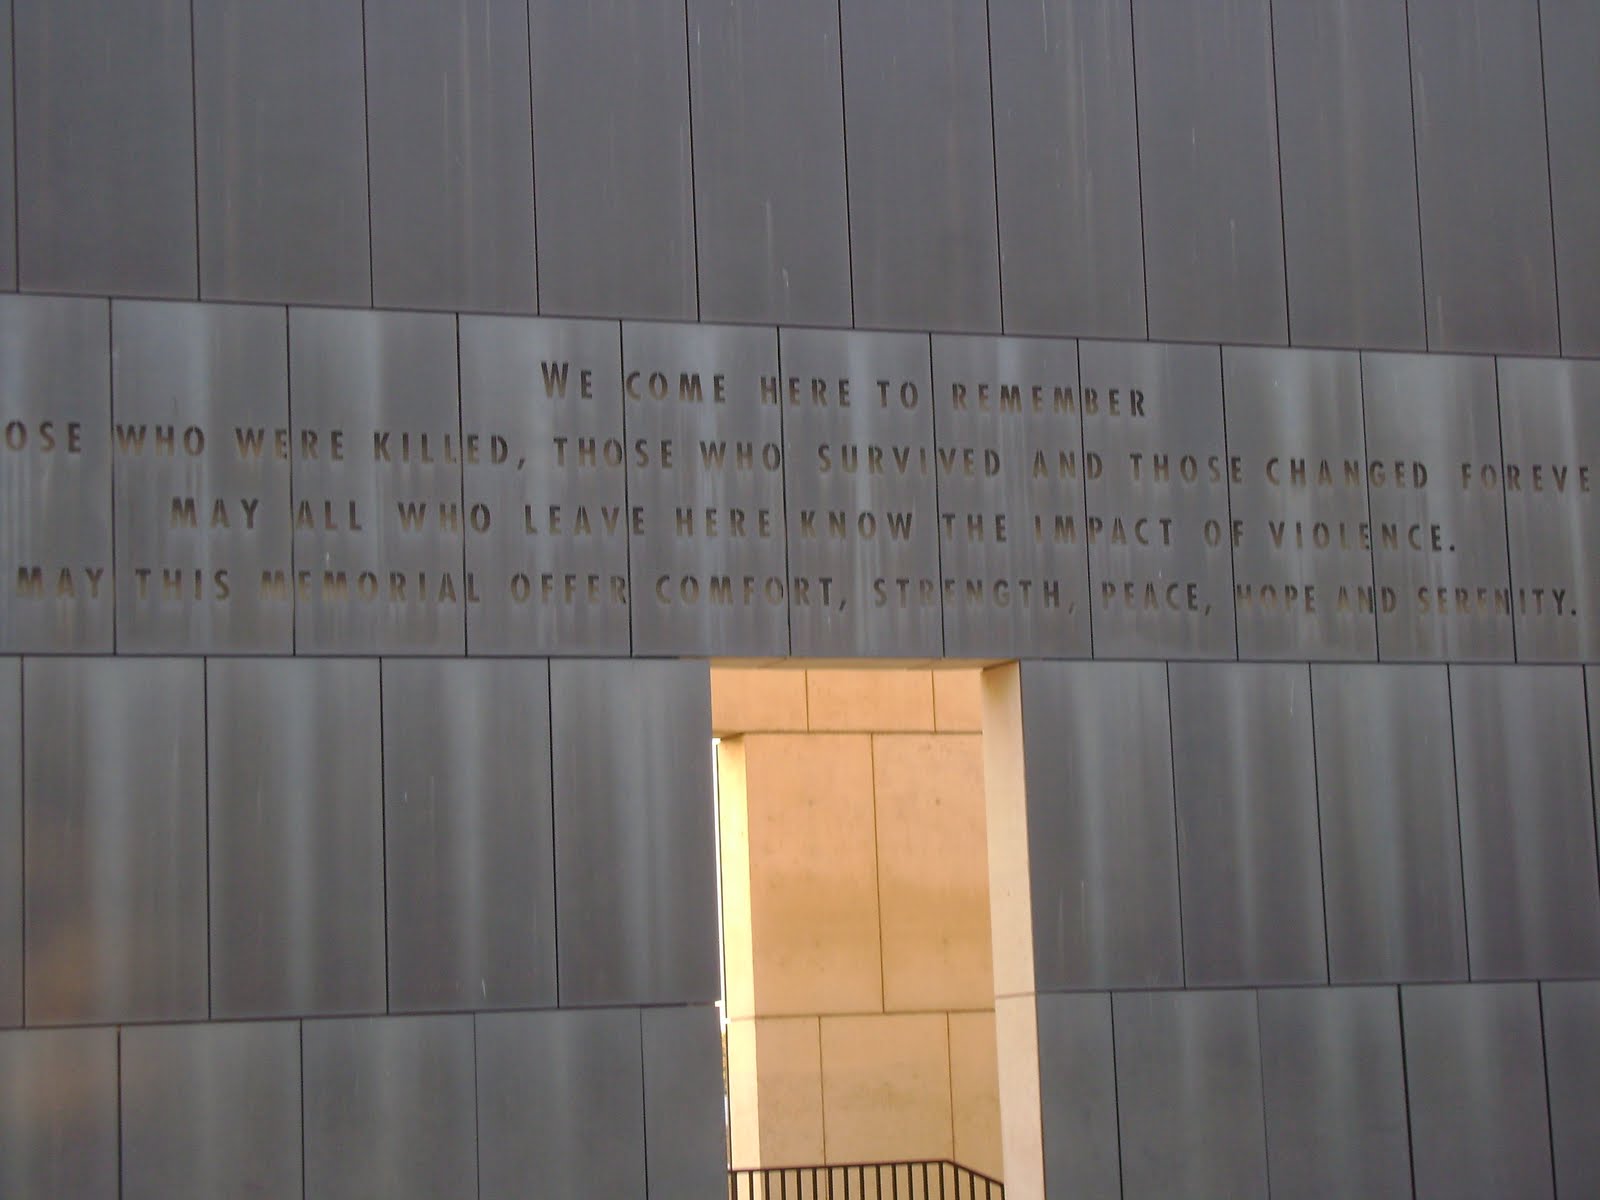 WE COME HERE TO REMEMBER
OSE WHO WERE KILLED, THOSE WHO SURVIVED AND THOSE CHANGED FOREVE
MAY ALL WHO LEAVE HERE KNOW THE IMPACT OF VIOLENCE.
MAY THIS MEMORIAL OFFER COMFORT, STRENGTH, PEACE, HOPE AND SERENITY.